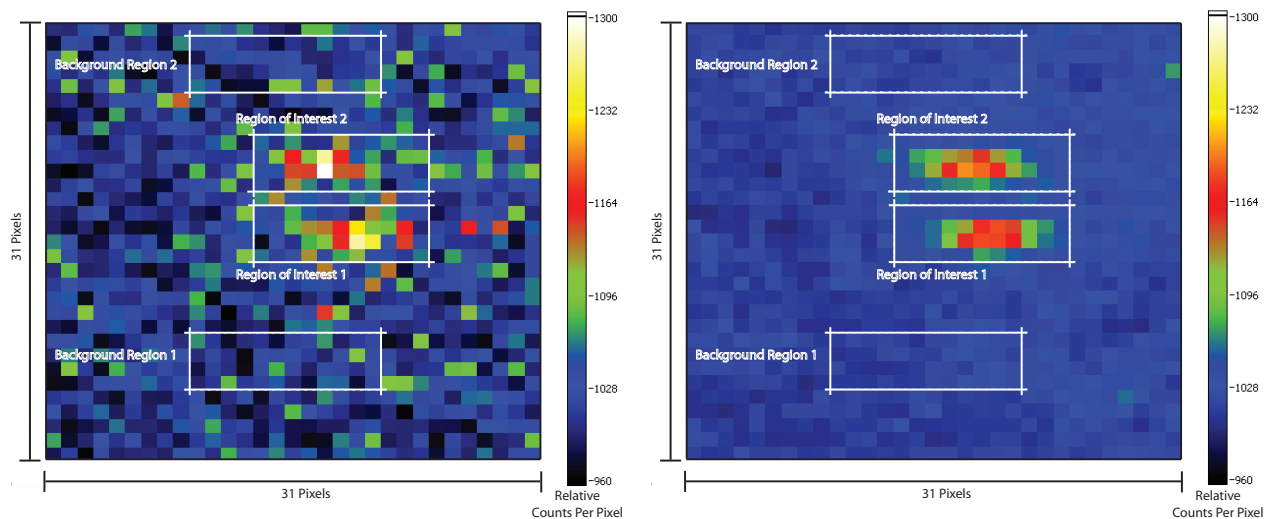 1300
Background Region 2
1232
Region of Interest 2
1164
31 Pixels
Region of Interest 1
1096
Background Region 1
1028
960
31 Pixels
Relative
Counts Per Pixel
1300
Background Region 2
1232
Region of Interest 2
1164
31 Pixels
Region of Interest 1
1096
Background Region 1
1028
960
31 Pixels
Relative
Counts Per Pixel